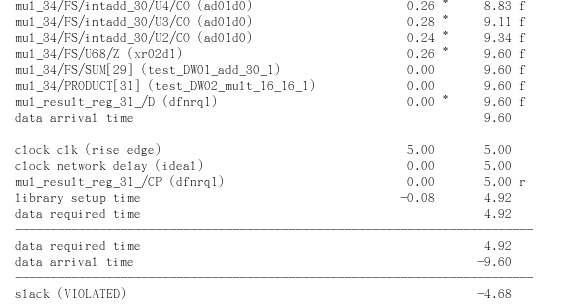 mul_34/FS/intadd_30/U4/CO (ad01d0) 0.26 * 8.83 f
mul_34/FS/intadd_30/U3/CO (ad01d0) 0.28 * 9.11 f
mul_34/FS/intadd_30/U2/CO (ad01d0) 0.24 * 9.34 f
mul_34/FS/U68/Z (xr02d1) 0.26 * 9.60 f
mul_34/FS/SUM[29] (test_DW01_add_30_1) 0.00 9.60 f
mul_34/PRODUCT[31] (test_DW02_mult_16_16_1) 0.00 9.60 f
mul_result_reg_31_/D (dfnrq1) 0.00 * 9.60 f
data arrival time 9.60
clock clk (rise edge) 5.00 5.00
clock network delay (ideal) 0.00 5.00
mul_result_reg_31_/CP (dfnrq1) 0.00 5.00 r
library setup time -0.08 4.92
data required time 4.92
data required time 4.92
data arrival time -9.60
slack (VIOLATED) -4.68